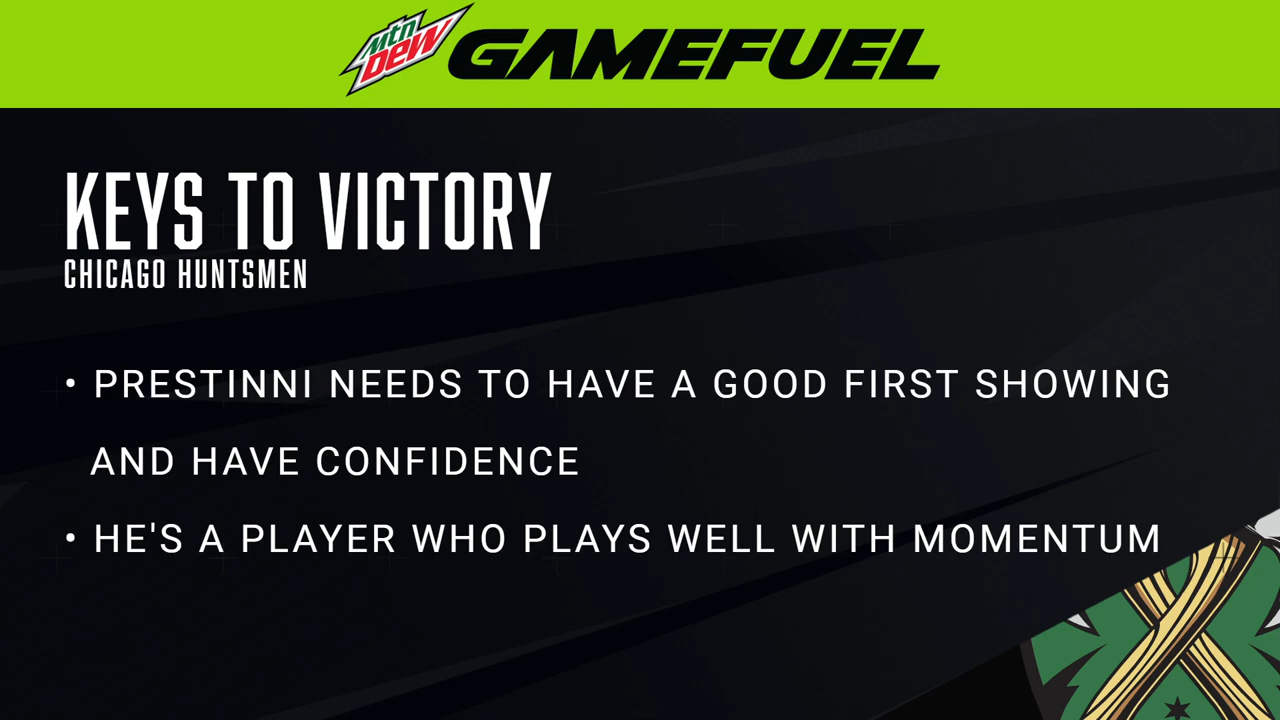 mtn
DEW GAMEFUEL
KEYS TO VICTORY
CHICAGO HUNTSMEN
• PRESTINNI NEEDS TO HAVE A GOOD FIRST SHOWING
AND HAVE CONFIDENCE
• HE'S A PLAYER WHO PLAYS WELL WITH MOMENTUM